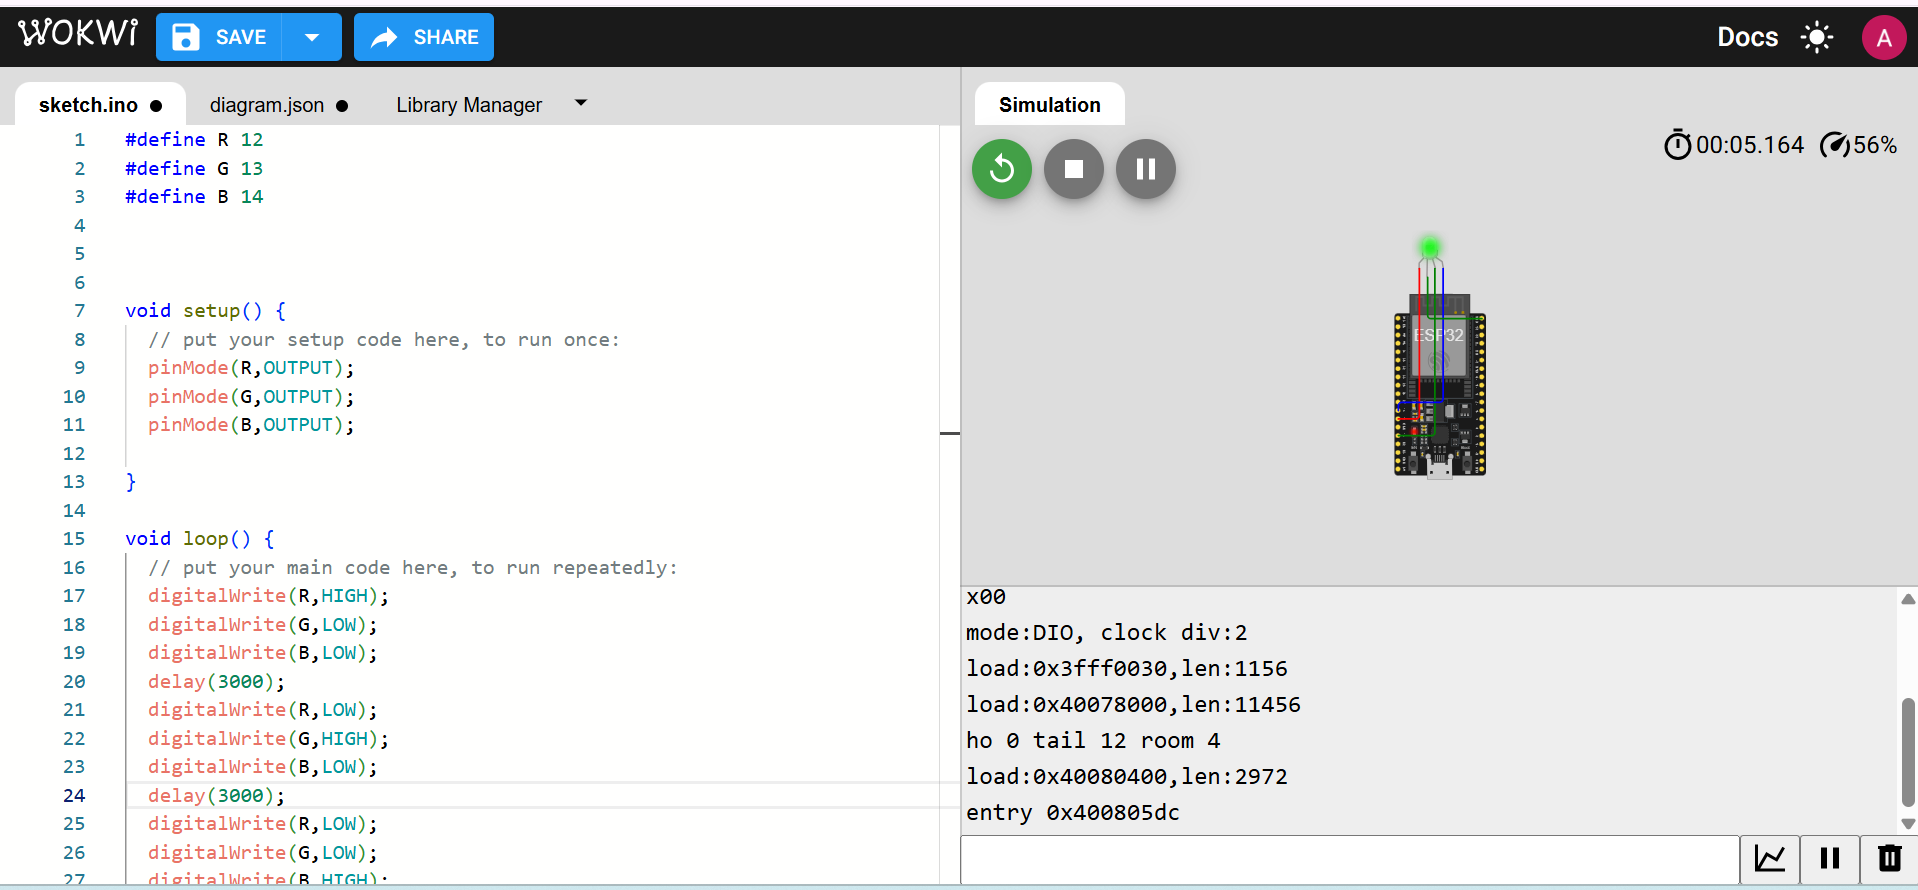 WOKWi
SAVE
SHARE
Docs
A
sketch.ino
diagram.json
Library Manager
Simulation
1 #define R 12
2 #define G 13
3 #define B 14
4
5
6
7 void setup() {
8 // put your setup code here, to run once:
9 pinMode(R,OUTPUT);
10 pinMode(G,OUTPUT);
11 pinMode(B,OUTPUT);
12
13 }
14
15 void loop() {
16 // put your main code here, to run repeatedly:
17 digitalWrite(R,HIGH);
18 digitalWrite(G,LOW);
19 digitalWrite(B,LOW);
20 delay(3000);
21 digitalWrite(R,LOW);
22 digitalWrite(G,HIGH);
23 digitalWrite(B,LOW);
24 delay(3000);
25 digitalWrite(R,LOW);
26 digitalWrite(G,LOW);
27 digitalWrite(B,HIGH);
00:05.164
56%
ESP32
x00
mode:DIO, clock div:2
load:0x3fff0030,len:1156
load:0x40078000,len:11456
ho 0 tail 12 room 4
load:0x40080400,len:2972
entry 0x400805dc